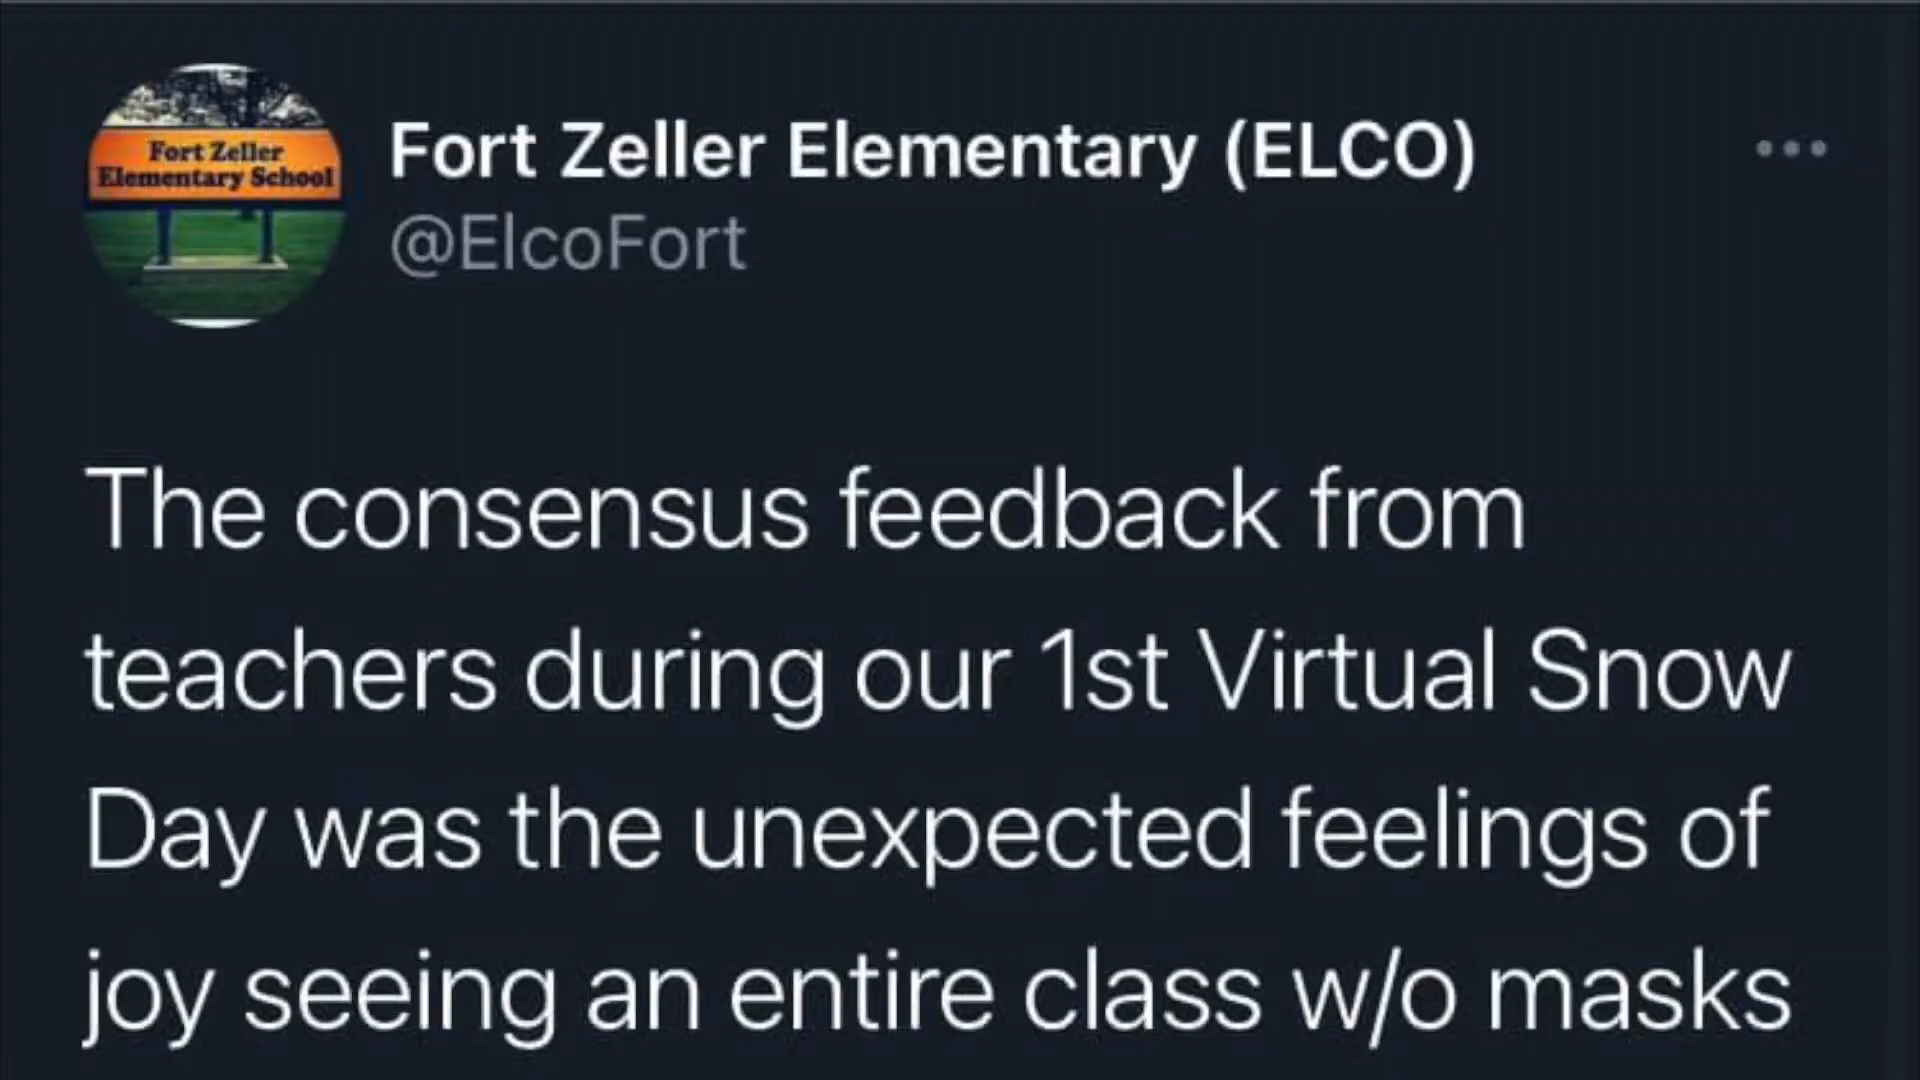 Fort Zeller
Elementary School
Fort Zeller Elementary (ELCO)
@ElcoFort
The consensus feedback from
teachers during our 1st Virtual Snow
Day was the unexpected feelings of
joy seeing an entire class w/o masks